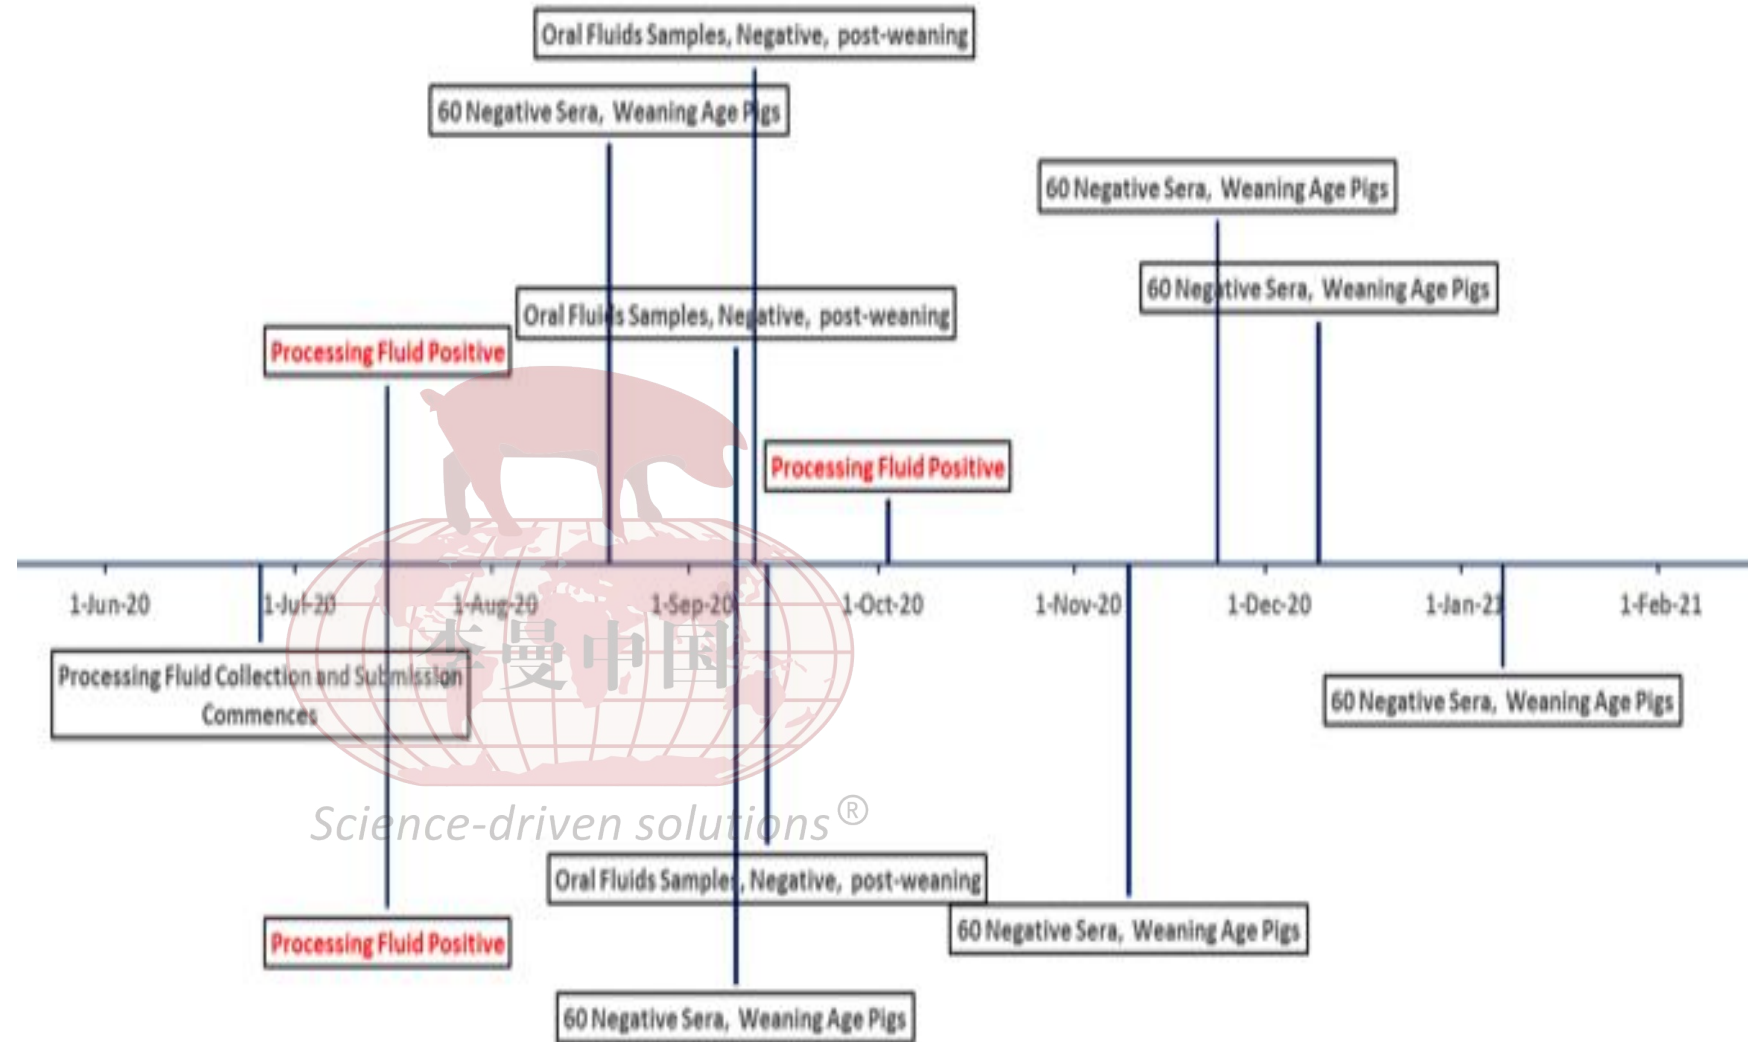 Oral Fluids Samples, Negative, post-weaning
60 Negative Sera, Weaning Age Pigs
60 Negative Sera, Weaning Age Pigs
60 Negative Sera, Weaning Age Pigs
Oral Fluids Samples, Negative, post-weaning
Processing Fluid Positive
Processing Fluid Positive
1-Jun-20
1-Jul-20
1-Aug-20
1-Sep-20
1-Oct-20
1-Nov-20
1-Dec-20
1-Jan-21
1-Feb-21
Processing Fluid Collection and Submission
Commences
李曼中国
60 Negative Sera, Weaning Age Pigs
Science-driven solutions®
Oral Fluids Samples, Negative, post-weaning
60 Negative Sera, Weaning Age Pigs
Processing Fluid Positive
60 Negative Sera, Weaning Age Pigs